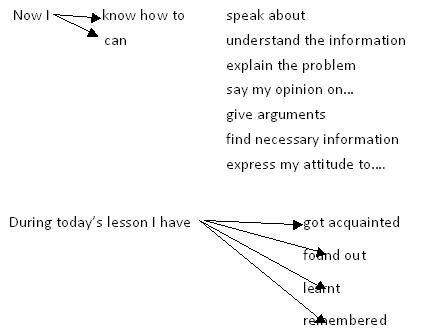 Now I know how to speak about
can understand the information
explain the problem
say my opinion on...
give arguments
find necessary information
express my attitude to....
During today's lesson I have got acquainted
found out
learnt
remembered